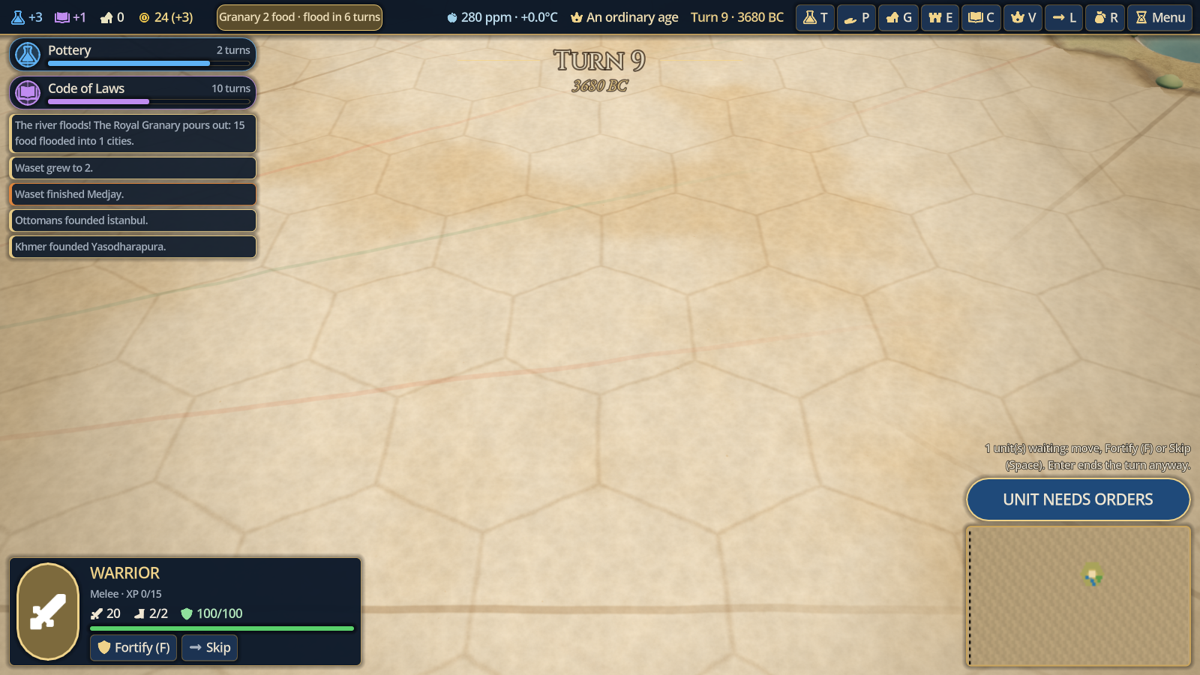 +3 +1 0 24 (+3) Granary 2 food · flood in 6 turns 280 ppm · +0.0°C An ordinary age Turn 9 · 3680 BC T P G E C V L R Menu
Pottery 2 turns
Code of Laws 10 turns
The river floods! The Royal Granary pours out: 15
food flooded into 1 cities.
Waset grew to 2.
Waset finished Medjay.
Ottomans founded İstanbul.
Khmer founded Yasodharapura.
TURN 9
3680 BC
1 unit(s) waiting: move, Fortify (F) or Skip
(Space). Enter ends the turn anyway.
UNIT NEEDS ORDERS
WARRIOR
Melee · XP 0/15
20 2/2 100/100
Fortify (F) Skip